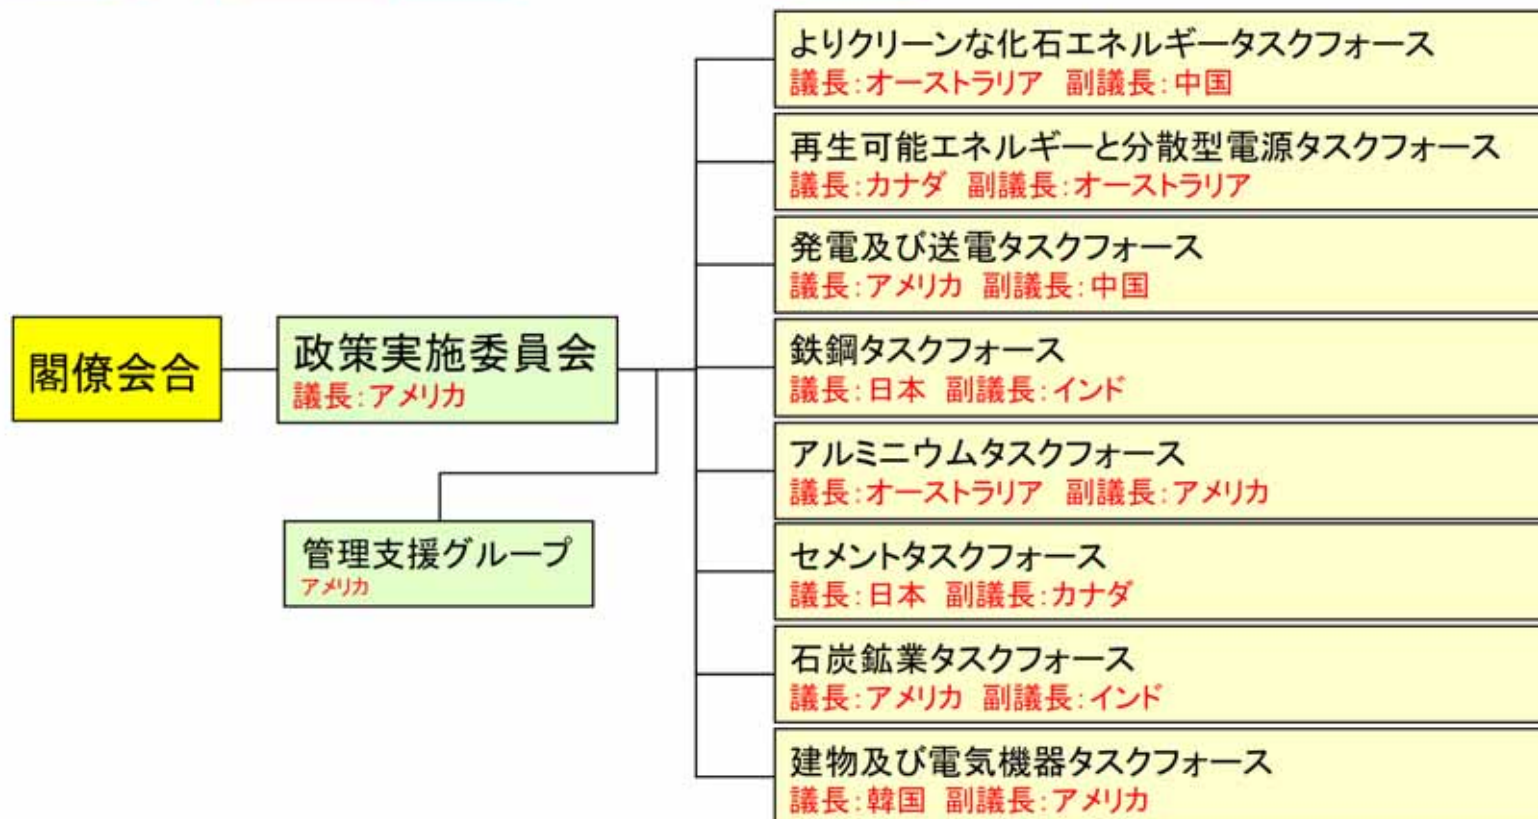 閣僚会合
政策実施委員会
議長：アメリカ
管理支援グループ
アメリカ
よりクリーンな化石エネルギータスクフォース
議長：オーストラリア 副議長：中国
再生可能エネルギーと分散型電源タスクフォース
議長：カナダ 副議長：オーストラリア
発電及び送電タスクフォース
議長：アメリカ 副議長：中国
鉄鋼タスクフォース
議長：日本 副議長：インド
アルミニウムタスクフォース
議長：オーストラリア 副議長：アメリカ
セメントタスクフォース
議長：日本 副議長：カナダ
石炭鉱業タスクフォース
議長：アメリカ 副議長：インド
建物及び電気機器タスクフォース
議長：韓国 副議長：アメリカ